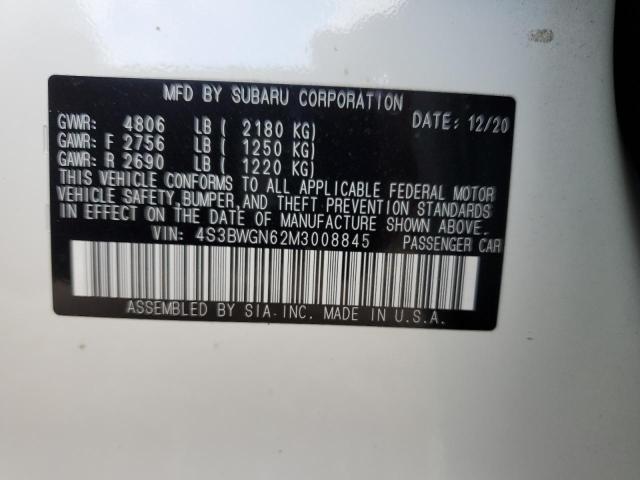 MFD BY SUBARU CORPORATION DATE: 12/20
GVWR: 4806 LB ( 2180 KG)
GAWR: F 2756 LB ( 1250 KG)
GAWR: R 2690 LB ( 1220 KG)
THIS VEHICLE CONFORMS TO ALL APPLICABLE FEDERAL MOTOR
VEHICLE SAFETY, BUMPER, AND THEFT PREVENTION STANDARDS
IN EFFECT ON THE DATE OF MANUFACTURE SHOWN ABOVE.
VIN: 4S3BWGN62M3008845 PASSENGER CAR
ASSEMBLED BY SIA. INC. MADE IN U.S.A.